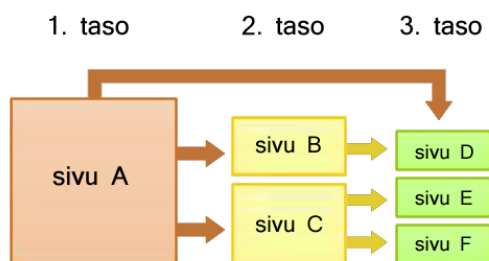 1. taso 2. taso 3. taso
sivu A
sivu B
sivu C
sivu D
sivu E
sivu F